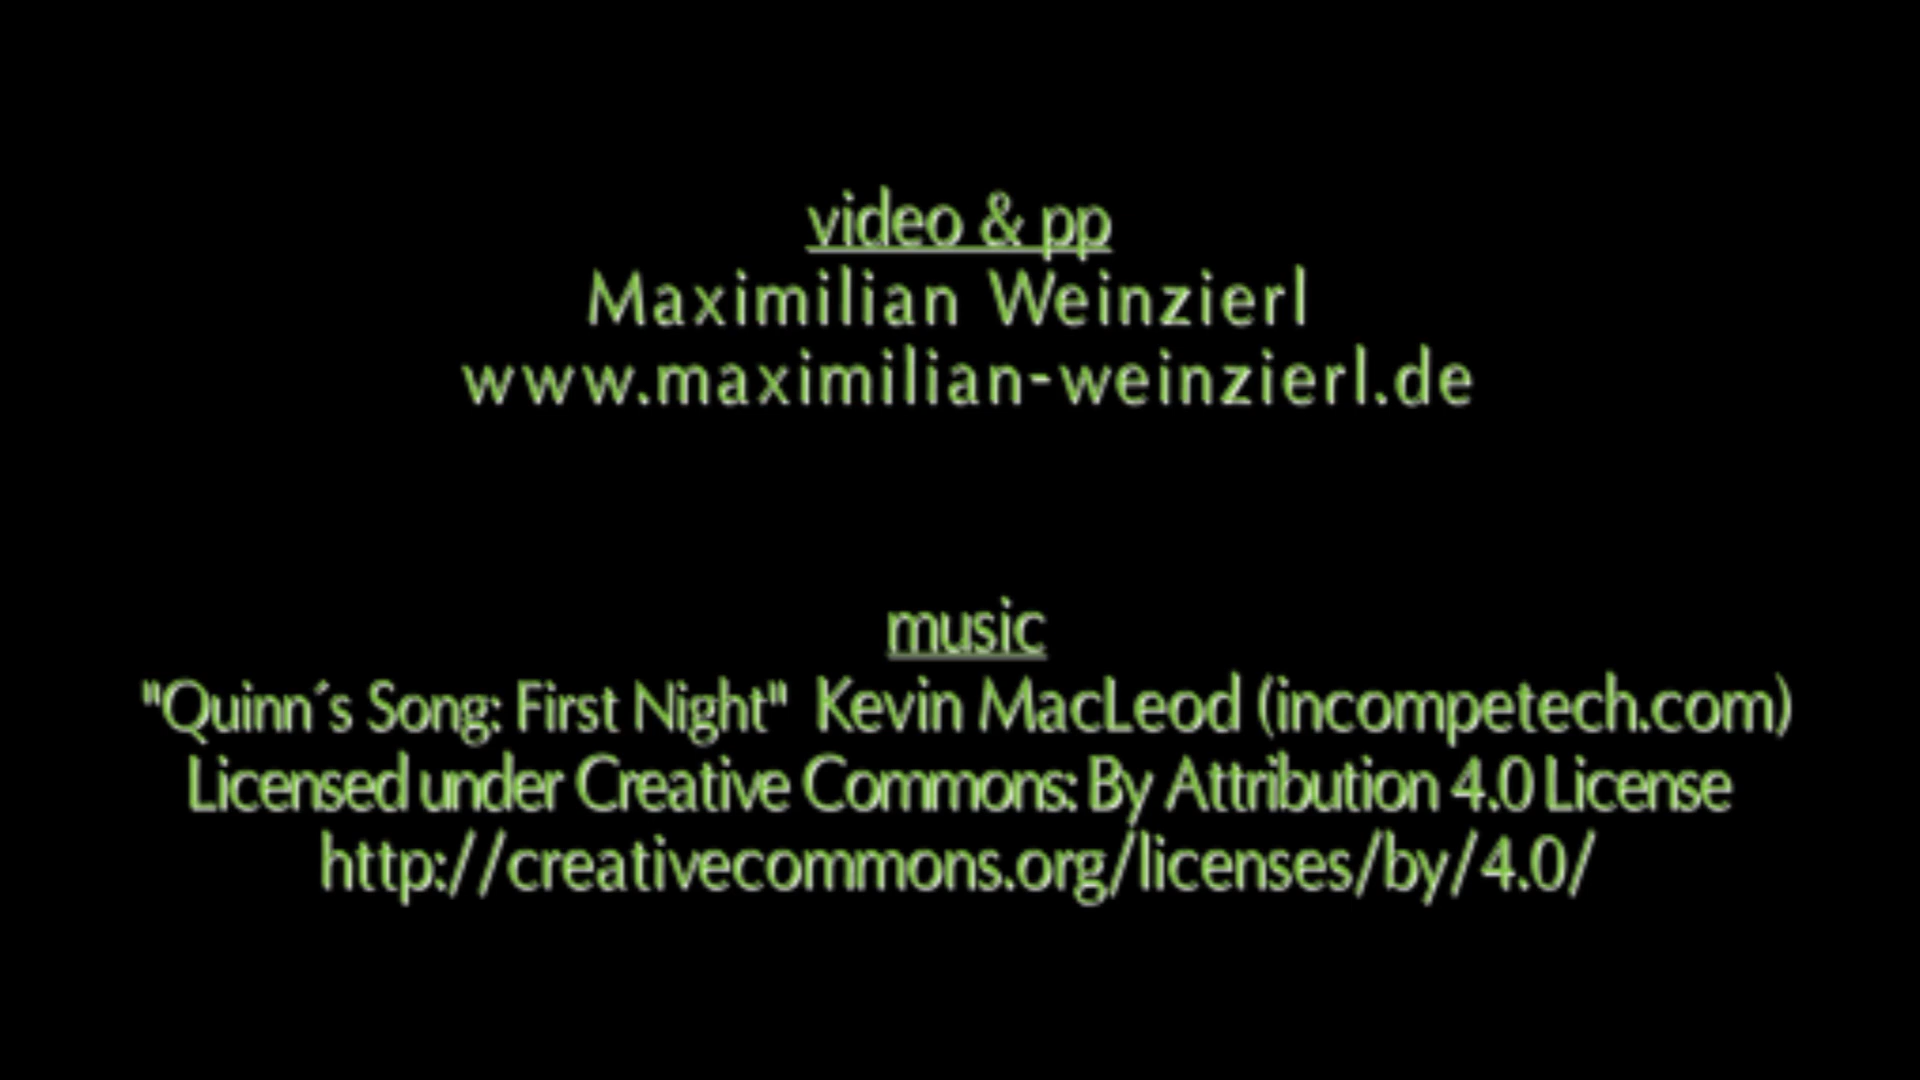 video & pp
Maximilian Weinzierl
www.maximilian-weinzierl.de
music
"Quinn´s Song: First Night"  Kevin MacLeod (incompetech.com)
Licensed under Creative Commons: By Attribution 4.0 License
http://creativecommons.org/licenses/by/4.0/